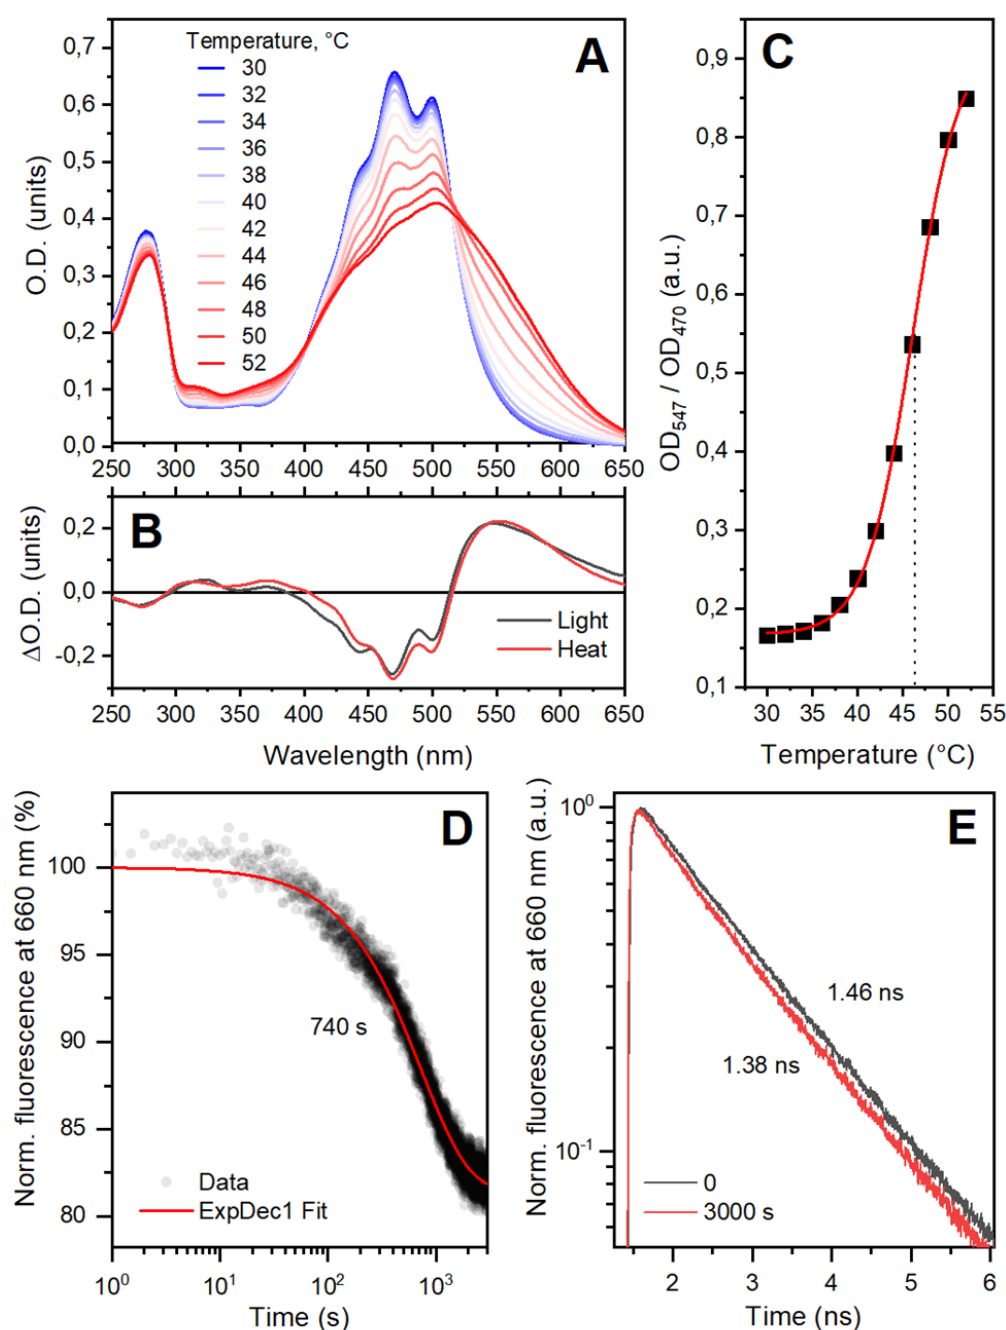 A
Temperature, °C
30
32
34
36
38
40
42
44
46
48
50
52
O.D. (units)
0,7
0,6
0,5
0,4
0,3
0,2
0,1
0,0
250 300 350 400 450 500 550 600 650
B
Light
Heat
ΔO.D. (units)
0,2
0,0
-0,2
250 300 350 400 450 500 550 600 650
Wavelength (nm)
C
OD547 / OD470 (a.u.)
0,9
0,8
0,7
0,6
0,5
0,4
0,3
0,2
0,1
30 35 40 45 50 55
Temperature (°C)
D
Norm. fluorescence at 660 nm (%)
100
95
90
85
80
740 s
Data
ExpDec1 Fit
10^0 10^1 10^2 10^3
Time (s)
E
Norm. fluorescence at 660 nm (a.u.)
10^0
10^-1
1.46 ns
1.38 ns
0
3000 s
2 3 4 5 6
Time (ns)